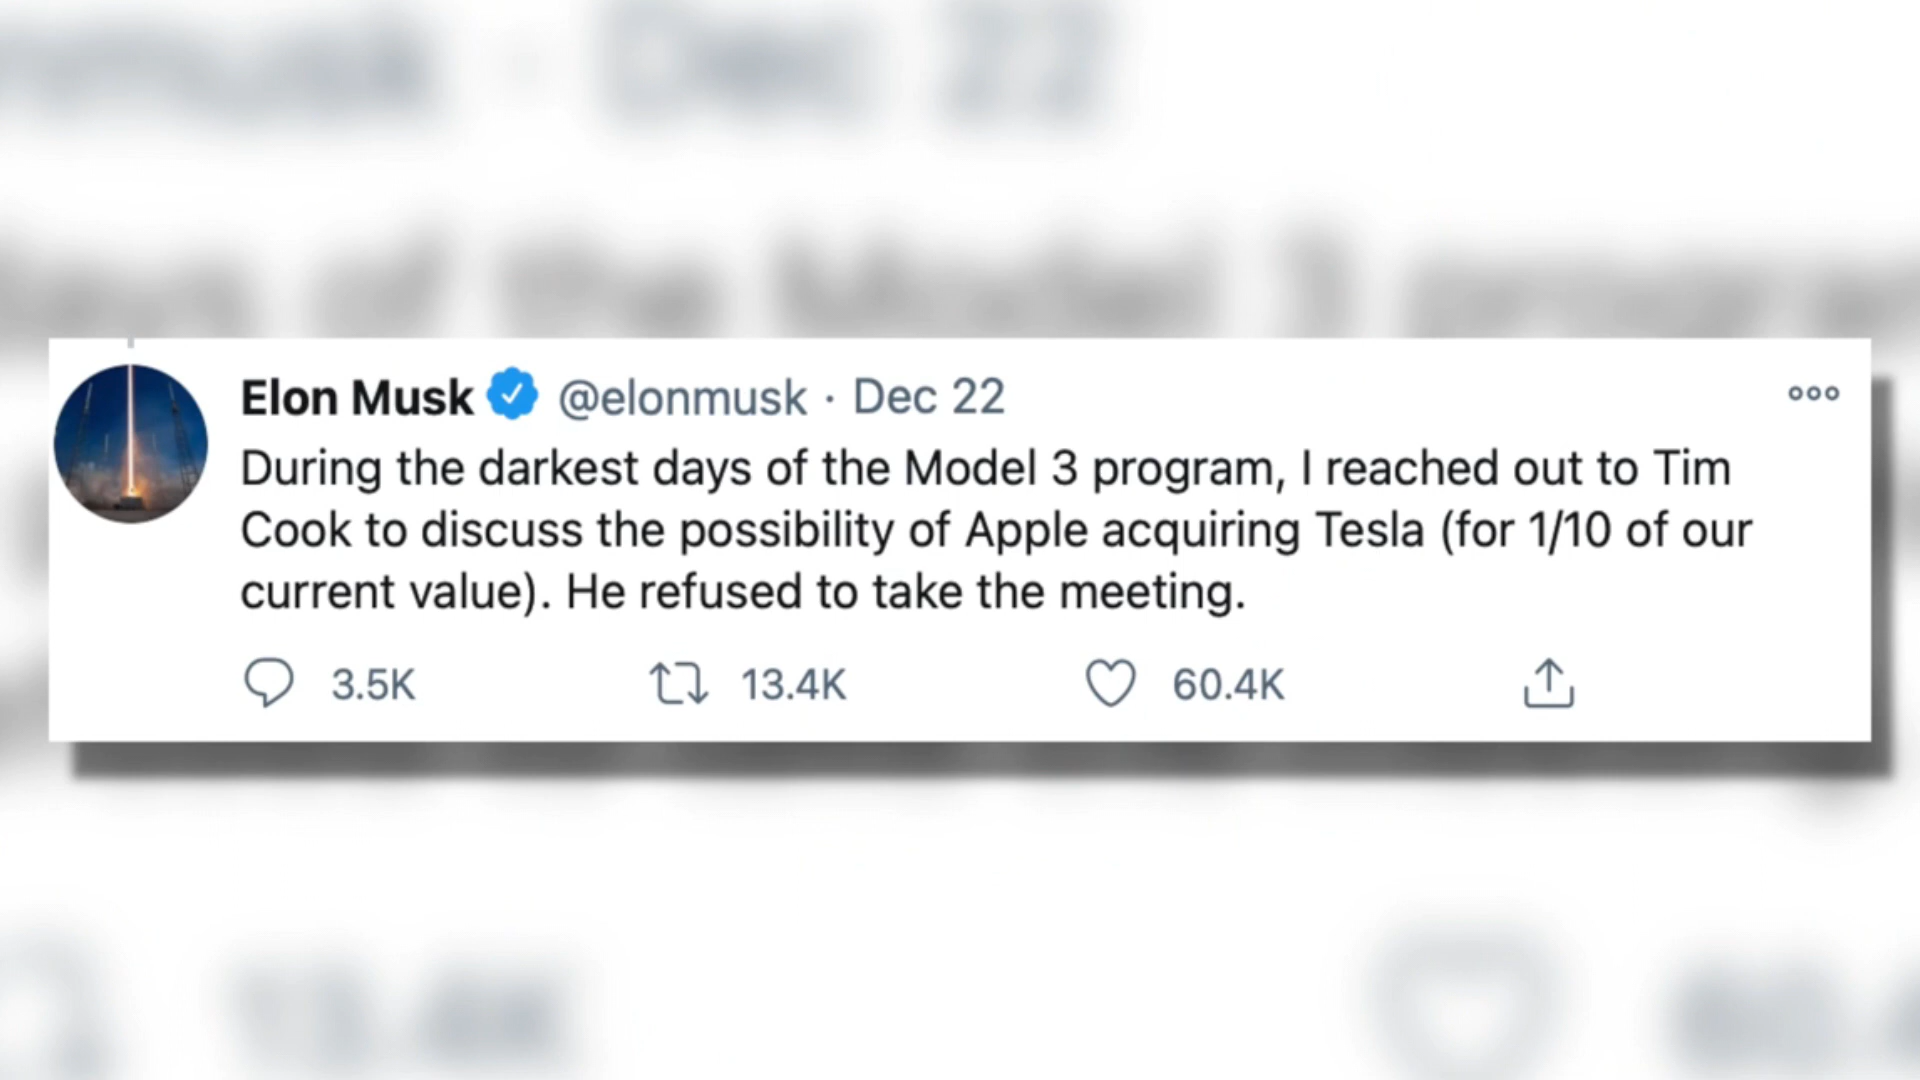 Elon Musk @elonmusk · Dec 22
During the darkest days of the Model 3 program, I reached out to Tim
Cook to discuss the possibility of Apple acquiring Tesla (for 1/10 of our
current value). He refused to take the meeting.
3.5K 13.4K 60.4K